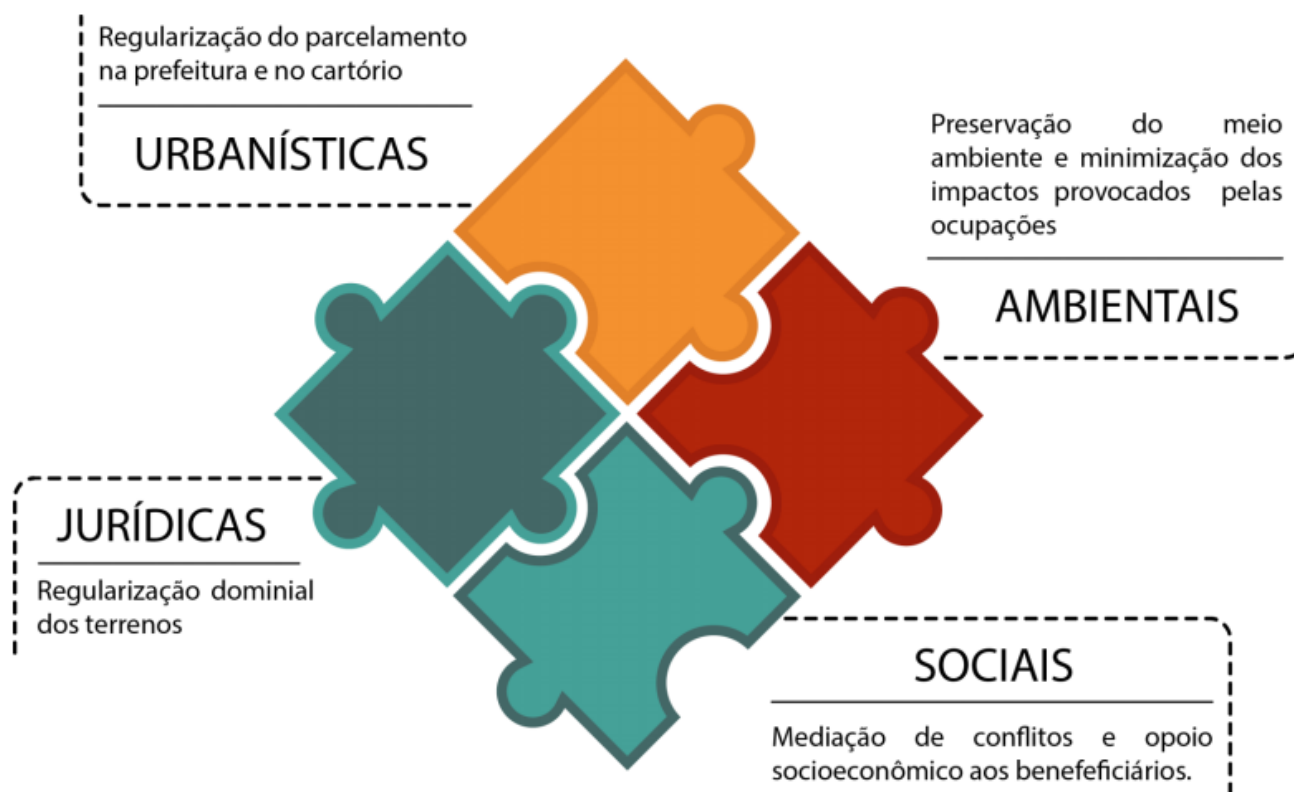 Regularização do parcelamento
na prefeitura e no cartório
URBANÍSTICAS
Preservação do meio
ambiente e minimização dos
impactos provocados pelas
ocupações
AMBIENTAIS
JURÍDICAS
Regularização dominial
dos terrenos
SOCIAIS
Mediação de conflitos e opoio
socioeconômico aos benefeficiários.